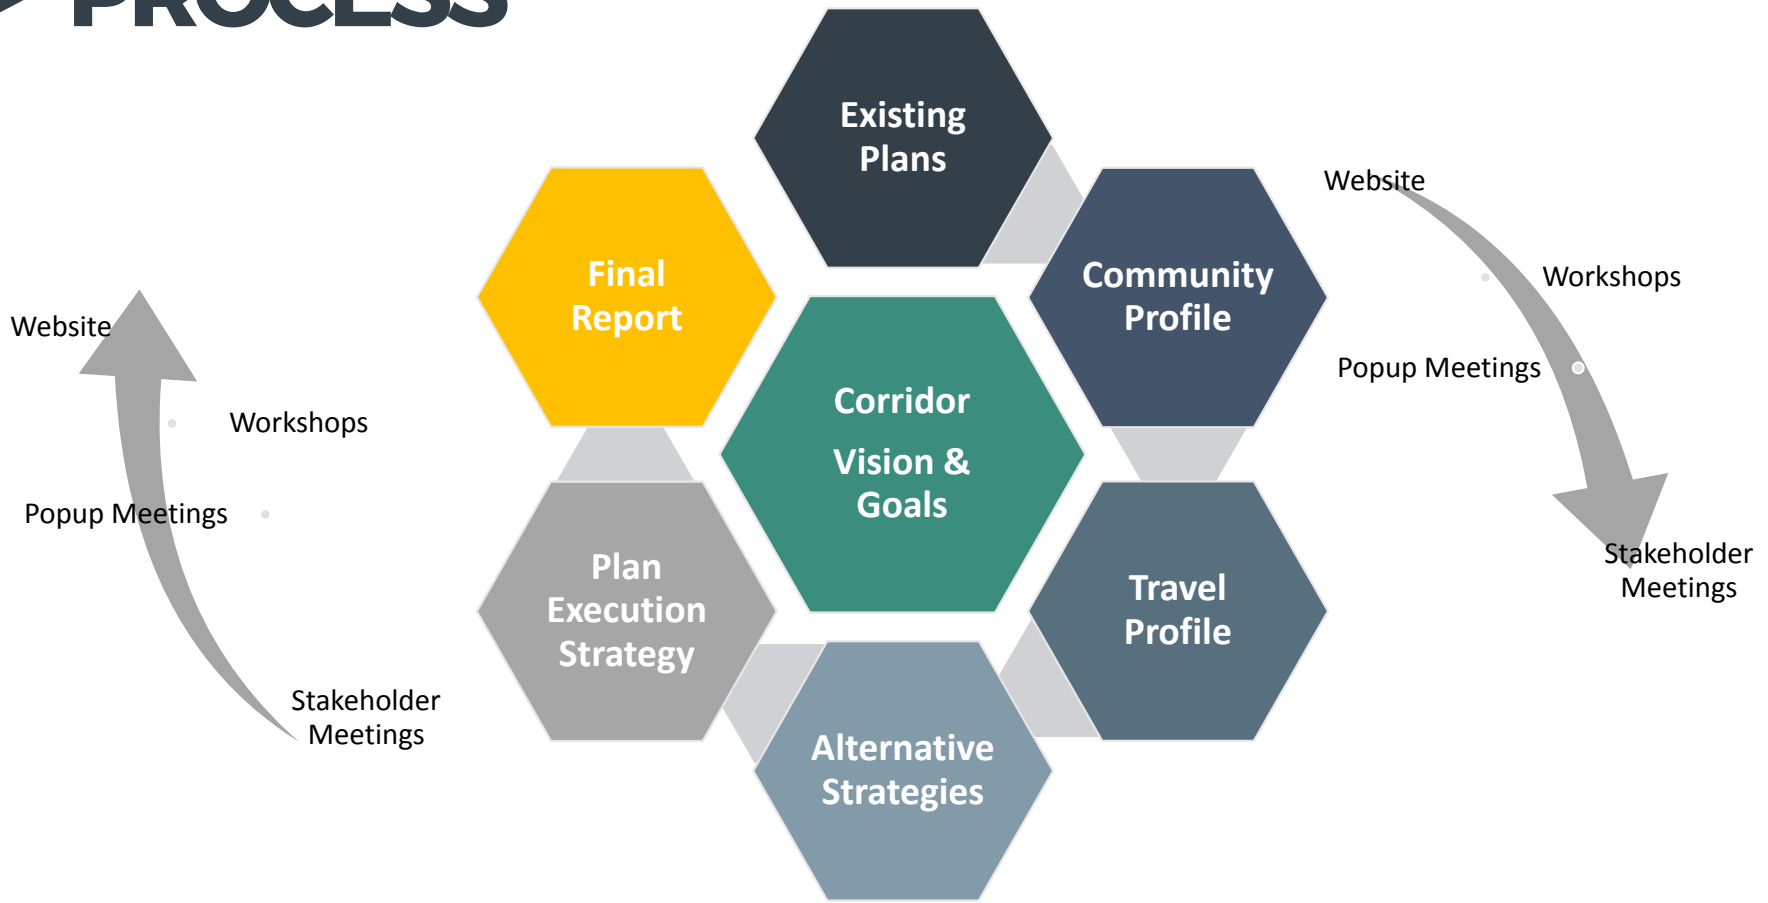 PROCESS
Existing
Plans
Community
Profile
Travel
Profile
Alternative
Strategies
Plan
Execution
Strategy
Final
Report
Corridor
Vision &
Goals
Website
Workshops
Popup Meetings
Stakeholder
Meetings
Website
Workshops
Popup Meetings
Stakeholder
Meetings